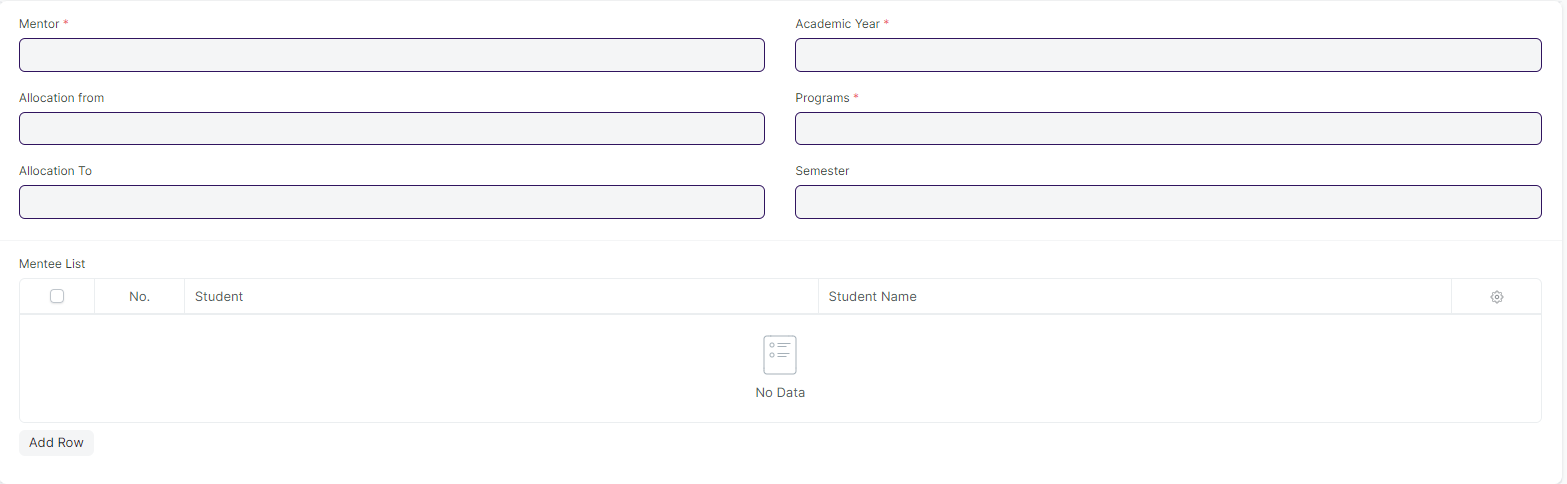 Mentor *
Academic Year *
Allocation from
Programs *
Allocation To
Semester
Mentee List
No. Student Student Name
No Data
Add Row